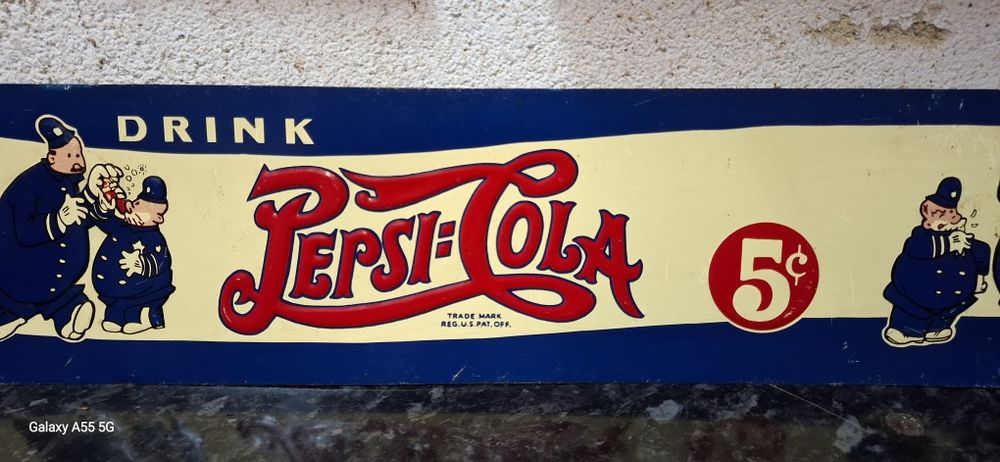 DRINK
PEPSI=COLA
TRADE MARK
REG.U.S.PAT.OFF.
5¢
Galaxy A55 5G